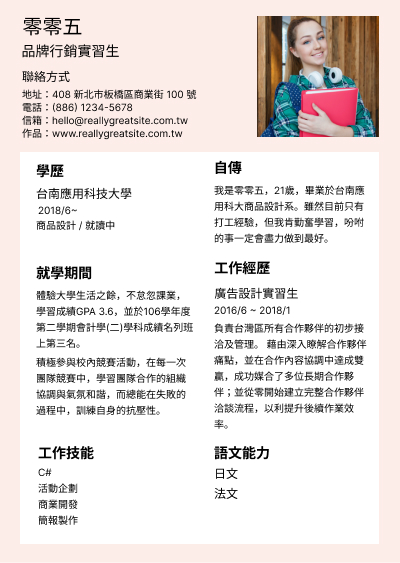 零零五
品牌行銷實習生
聯絡方式
地址：408 新北市板橋區商業街 100 號
電話：(886) 1234-5678
信箱：hello@reallygreatsite.com.tw
作品：www.reallygreatsite.com.tw
學歷
台南應用科技大學
2018/6~
商品設計 / 就讀中
就學期間
體驗大學生活之餘，不怠忽課業，
學習成績GPA 3.6，並於106學年度
第二學期會計學(二)學科成績名列班
上第三名。
積極參與校內競賽活動，在每一次
團隊競賽中，學習團隊合作的組織
協調與氣氛和諧，而總能在失敗的
過程中，訓練自身的抗壓性。
工作技能
C#
活動企劃
商業開發
簡報製作
自傳
我是零零五，21歲，畢業於台南應
用科大商品設計系。雖然目前只有
打工經驗，但我肯勤奮學習，吩咐
的事一定會盡力做到最好。
工作經歷
廣告設計實習生
2016/6 ~ 2018/1
負責台灣區所有合作夥伴的初步接
洽及管理。 藉由深入瞭解合作夥伴
痛點，並在合作內容協調中達成雙
贏，成功媒合了多位長期合作夥
伴；並從零開始建立完整合作夥伴
洽談流程，以利提升後續作業效
率。
語文能力
日文
法文